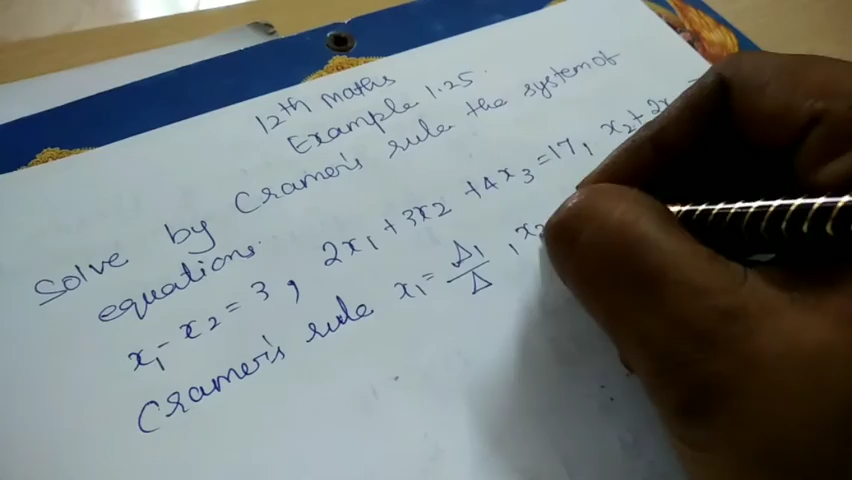 12th Maths
Example 1.25.
Solve by Cramer's rule the system of
equations.
x₁ - x₂ = 3, 2x₁ + 3x₂ + 4x₃ = 17, x₂ + 2x
Cramer's rule x₁ = Δ₁/Δ, x₂